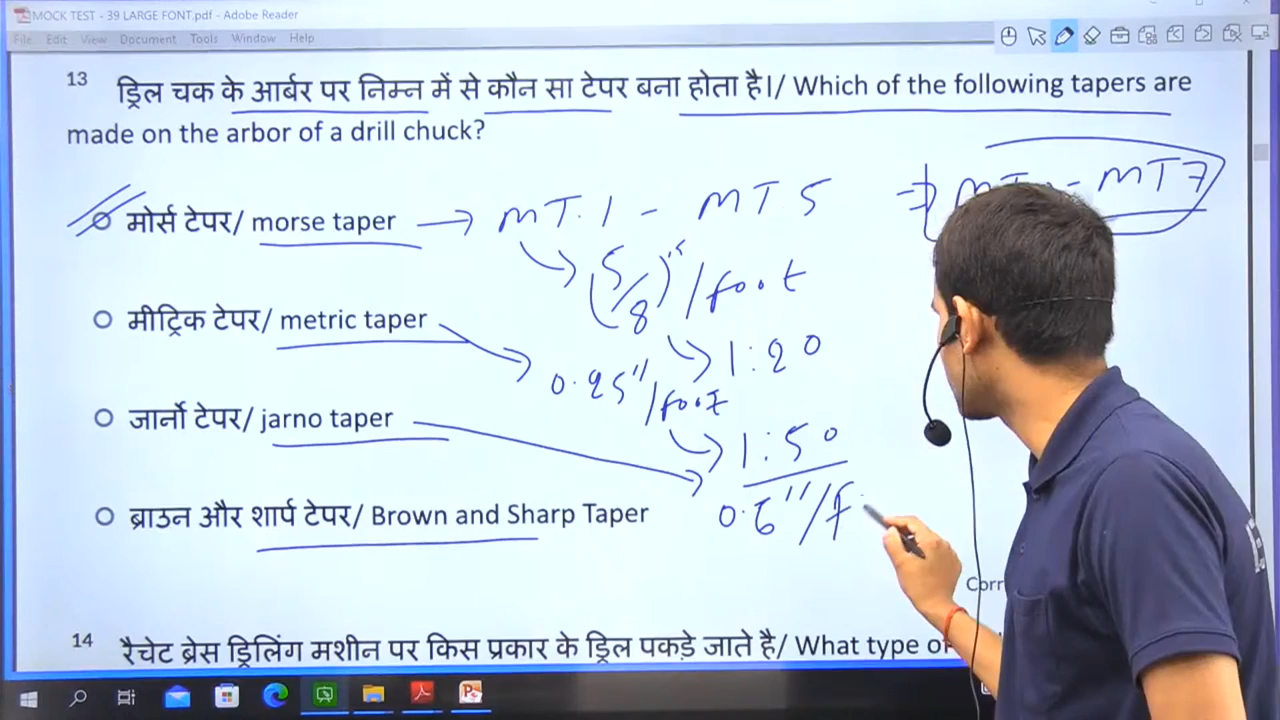 MOCK TEST - 39 LARGE FONT.pdf - Adobe Reader
File Edit View Document Tools Window Help
13 ड्रिल चक के आर्बर पर निम्न में से कौन सा टेपर बना होता है।/ Which of the following tapers are
made on the arbor of a drill chuck?
MT - MT7
मोर्स टेपर/ morse taper → MT.1 - MT.5
(5/8)"/foot
मीट्रिक टेपर/ metric taper
1:20
0.25"/foot
जार्नो टेपर/ jarno taper
1:50
ब्राउन और शार्प टेपर/ Brown and Sharp Taper
0.6"/f
14 रैचेट ब्रेस ड्रिलिंग मशीन पर किस प्रकार के ड्रिल पकड़े जाते है/ What type of